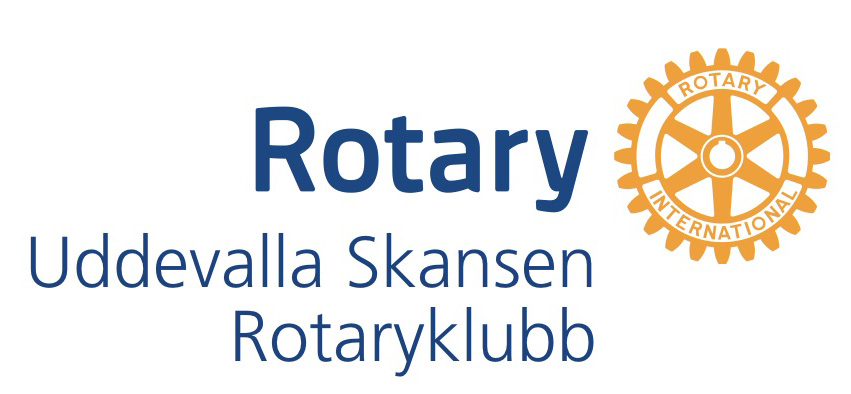 Rotary
Uddevalla Skansen
Rotaryklubb
ROTARY
INTERNATIONAL